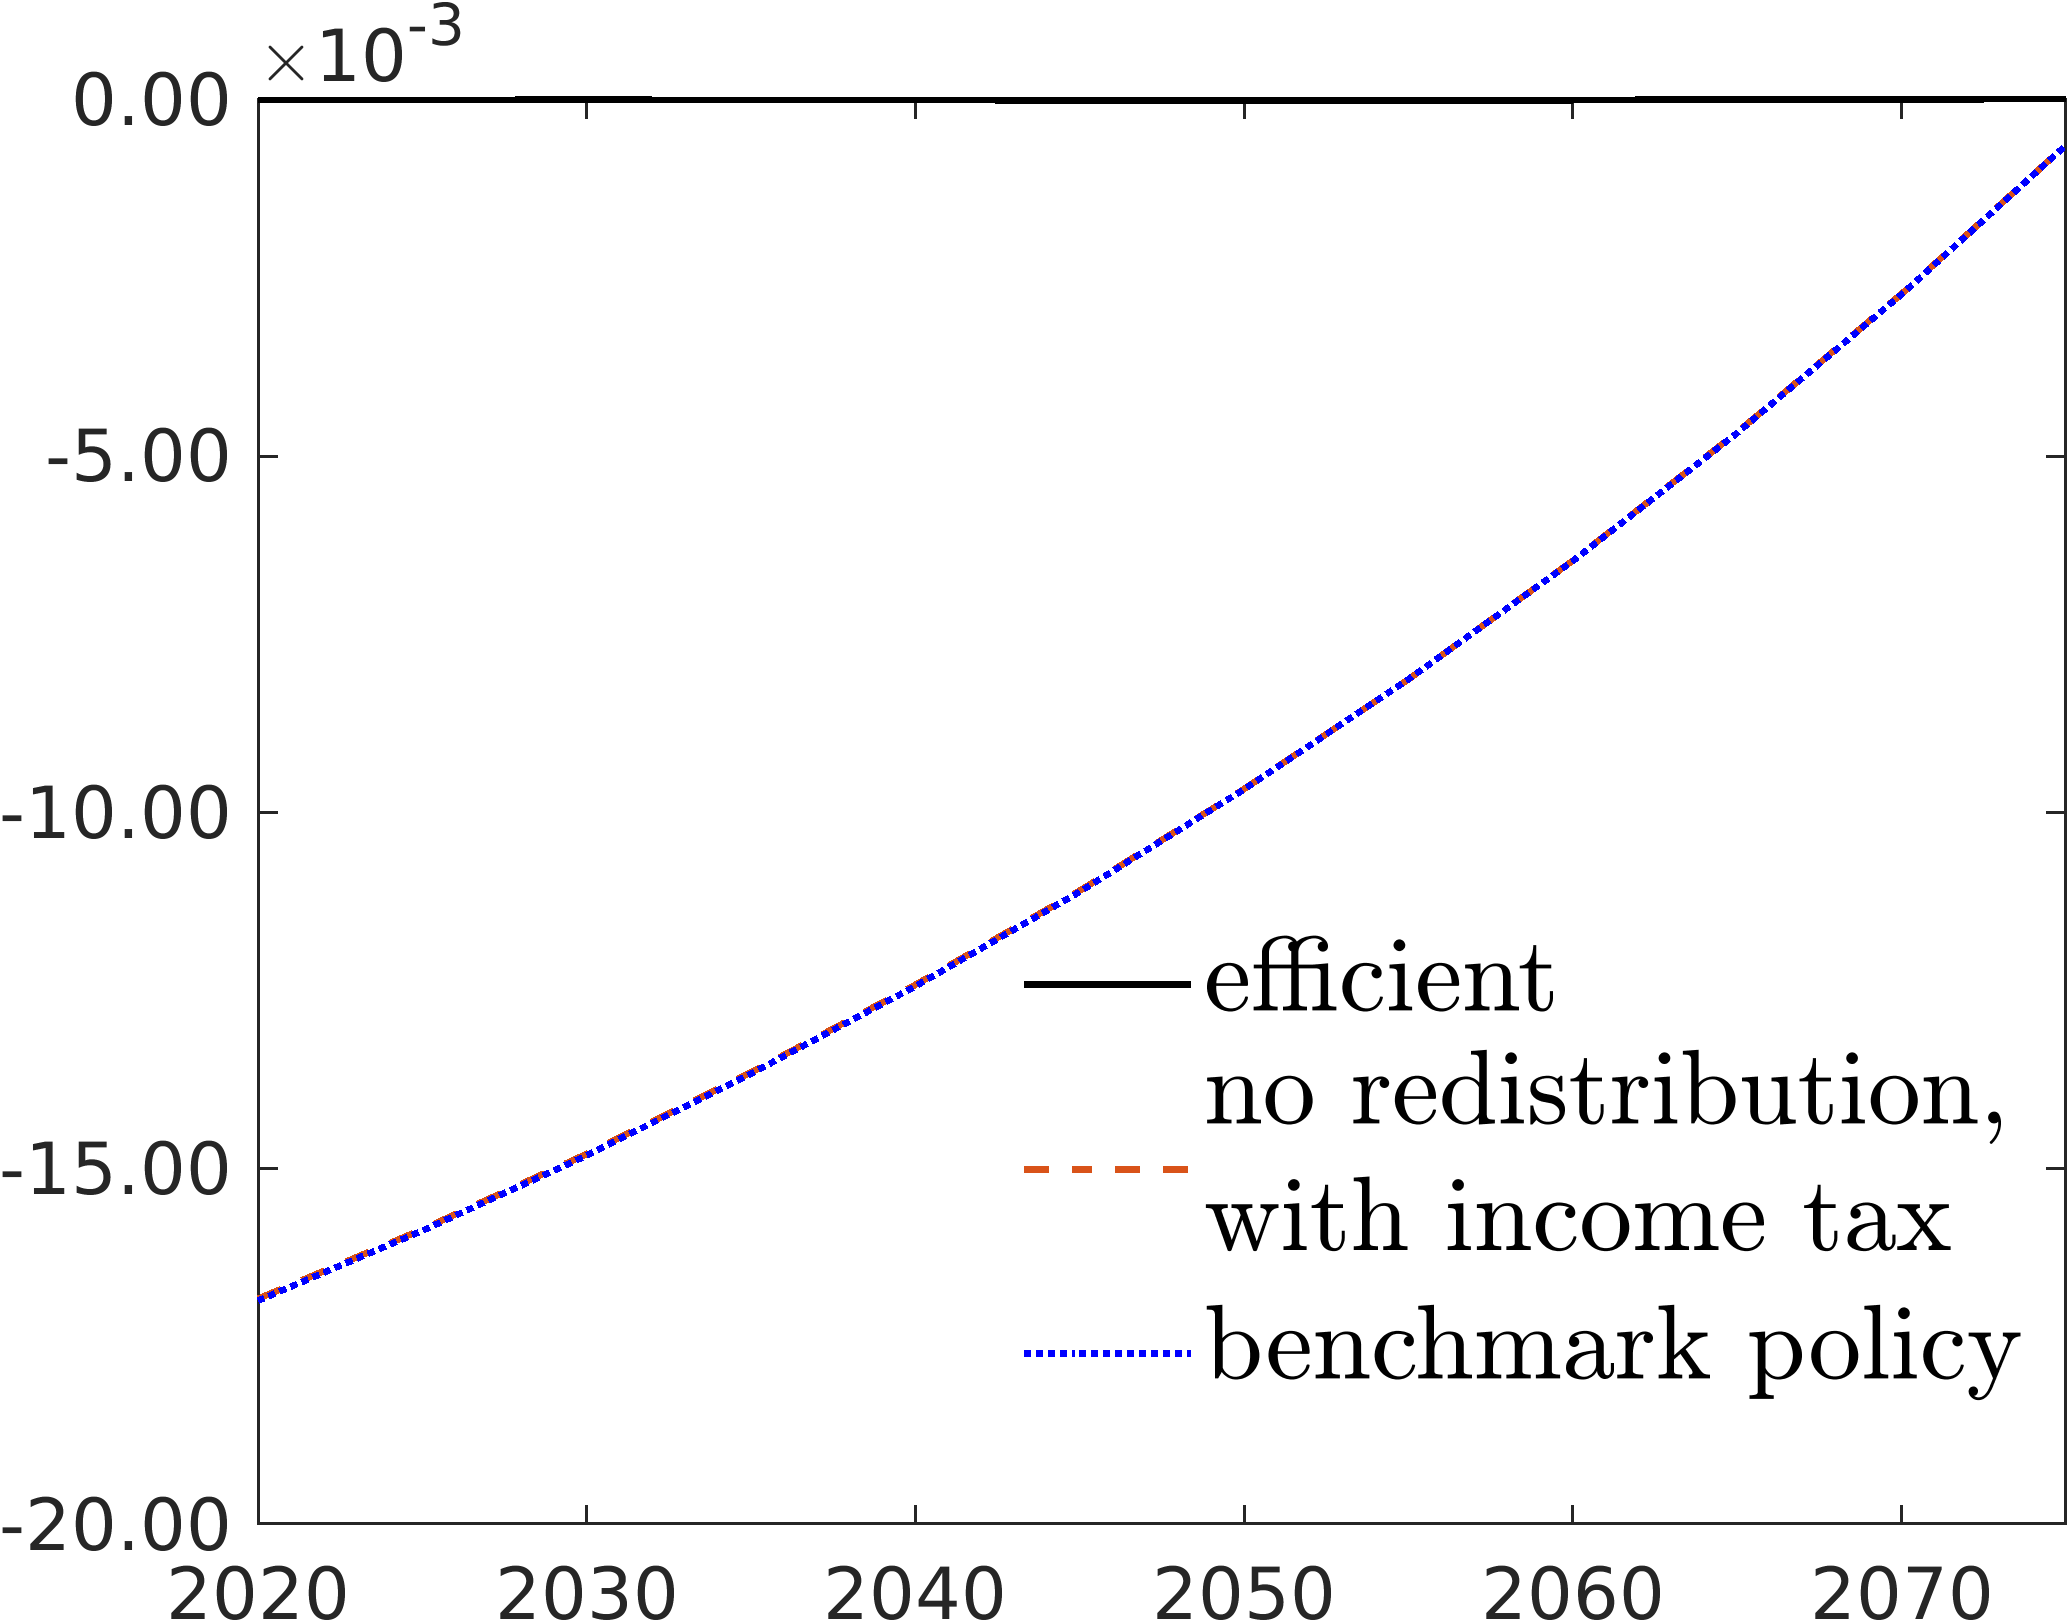 ×10-3
0.00
-5.00
-10.00
-15.00
-20.00
efficient
no redistribution,
with income tax
benchmark policy
2020 2030 2040 2050 2060 2070